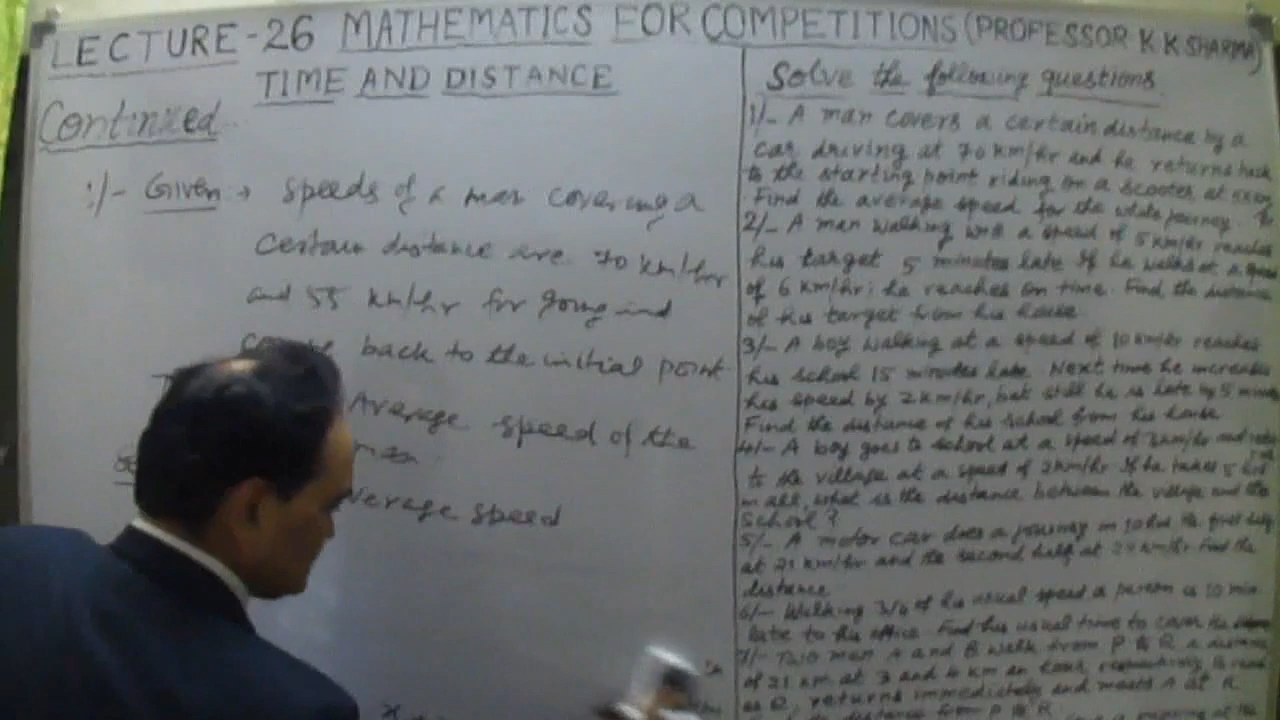 LECTURE-26 MATHEMATICS FOR COMPETITIONS (PROFESSOR K K SHARMA)
TIME AND DISTANCE
Continued
1/- Given → Speeds of a man covering a
certain distance are 70 km/hr
and 55 km/hr for going and
back to the initial point
Average speed of the
man
average speed
x
Solve the following questions
1/- A man covers a certain distance by a
car driving at 70 km/hr and he returns back
to the starting point riding on a scooter at
Find the average speed for the whole journey.
2/- A man walking with a speed of 5 km/hr reaches
his target 5 minutes late. If he walks at a speed
of 6 km/hr, he reaches on time. Find the distance
of his target from his house.
3/- A boy walking at a speed of 10 km/hr reaches
his school 15 minutes late. Next time he increases
his speed by 2 km/hr, but still he is late by 5 minutes
Find the distance of his school from his house
4/- A boy goes to school at a speed of km/hr and
to the village at a speed of 2 km/hr. If he takes 5 hrs
in all, what is the distance between the village and the
School?
5/- A motor car does a journey in 10 hrs the first half
at 21 km/hr and the second half at 24 km/hr. Find the
distance
6/- Walking 3/4 of his usual speed a person is 10 min
late to his office. Find his usual time to cover the
7/- Two men A and B walk from P to Q a distance
of 21 km at 3 and 4 km an hour respectively. B
Q, returns immediately and meets A at R
distance from P to R